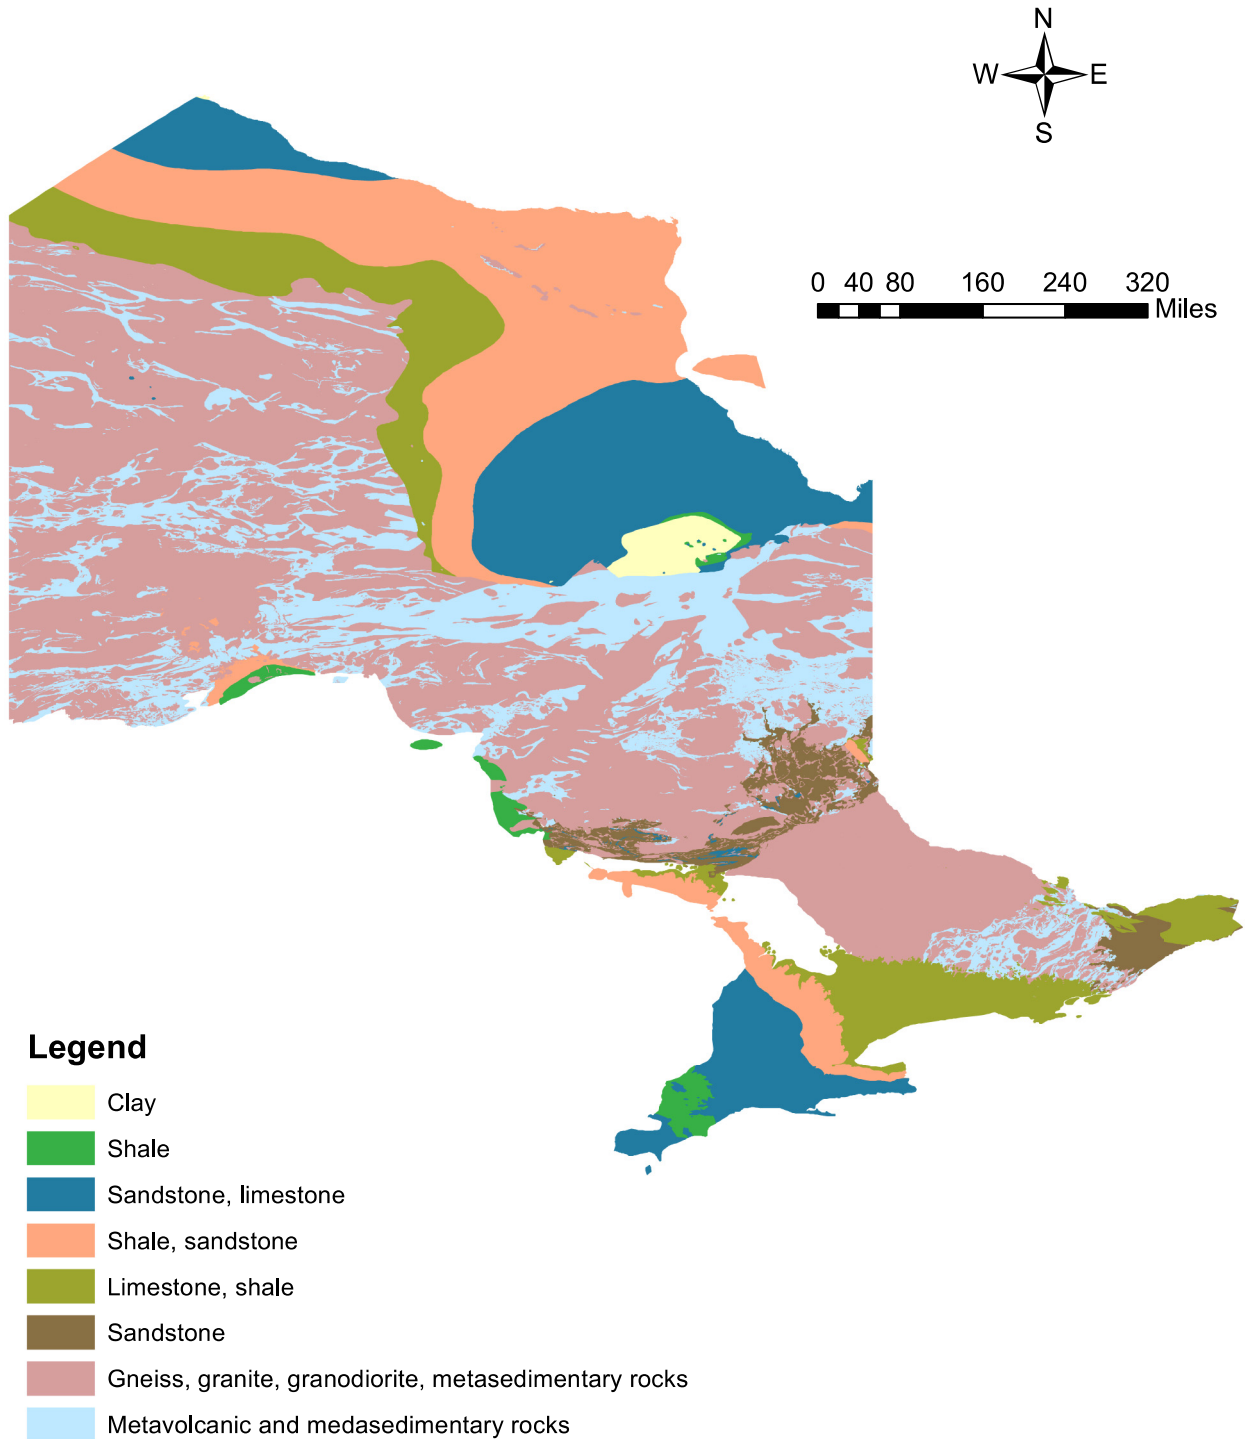 N
W E
S
0 40 80 160 240 320
Miles
Legend
Clay
Shale
Sandstone, limestone
Shale, sandstone
Limestone, shale
Sandstone
Gneiss, granite, granodiorite, metasedimentary rocks
Metavolcanic and medasedimentary rocks